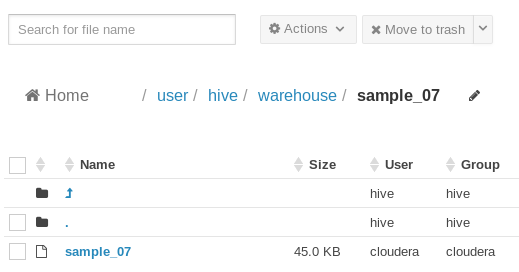 Search for file name Actions Move to trash
Home / user / hive / warehouse / sample_07
Name Size User Group
hive hive
. hive hive
sample_07 45.0 KB cloudera cloudera